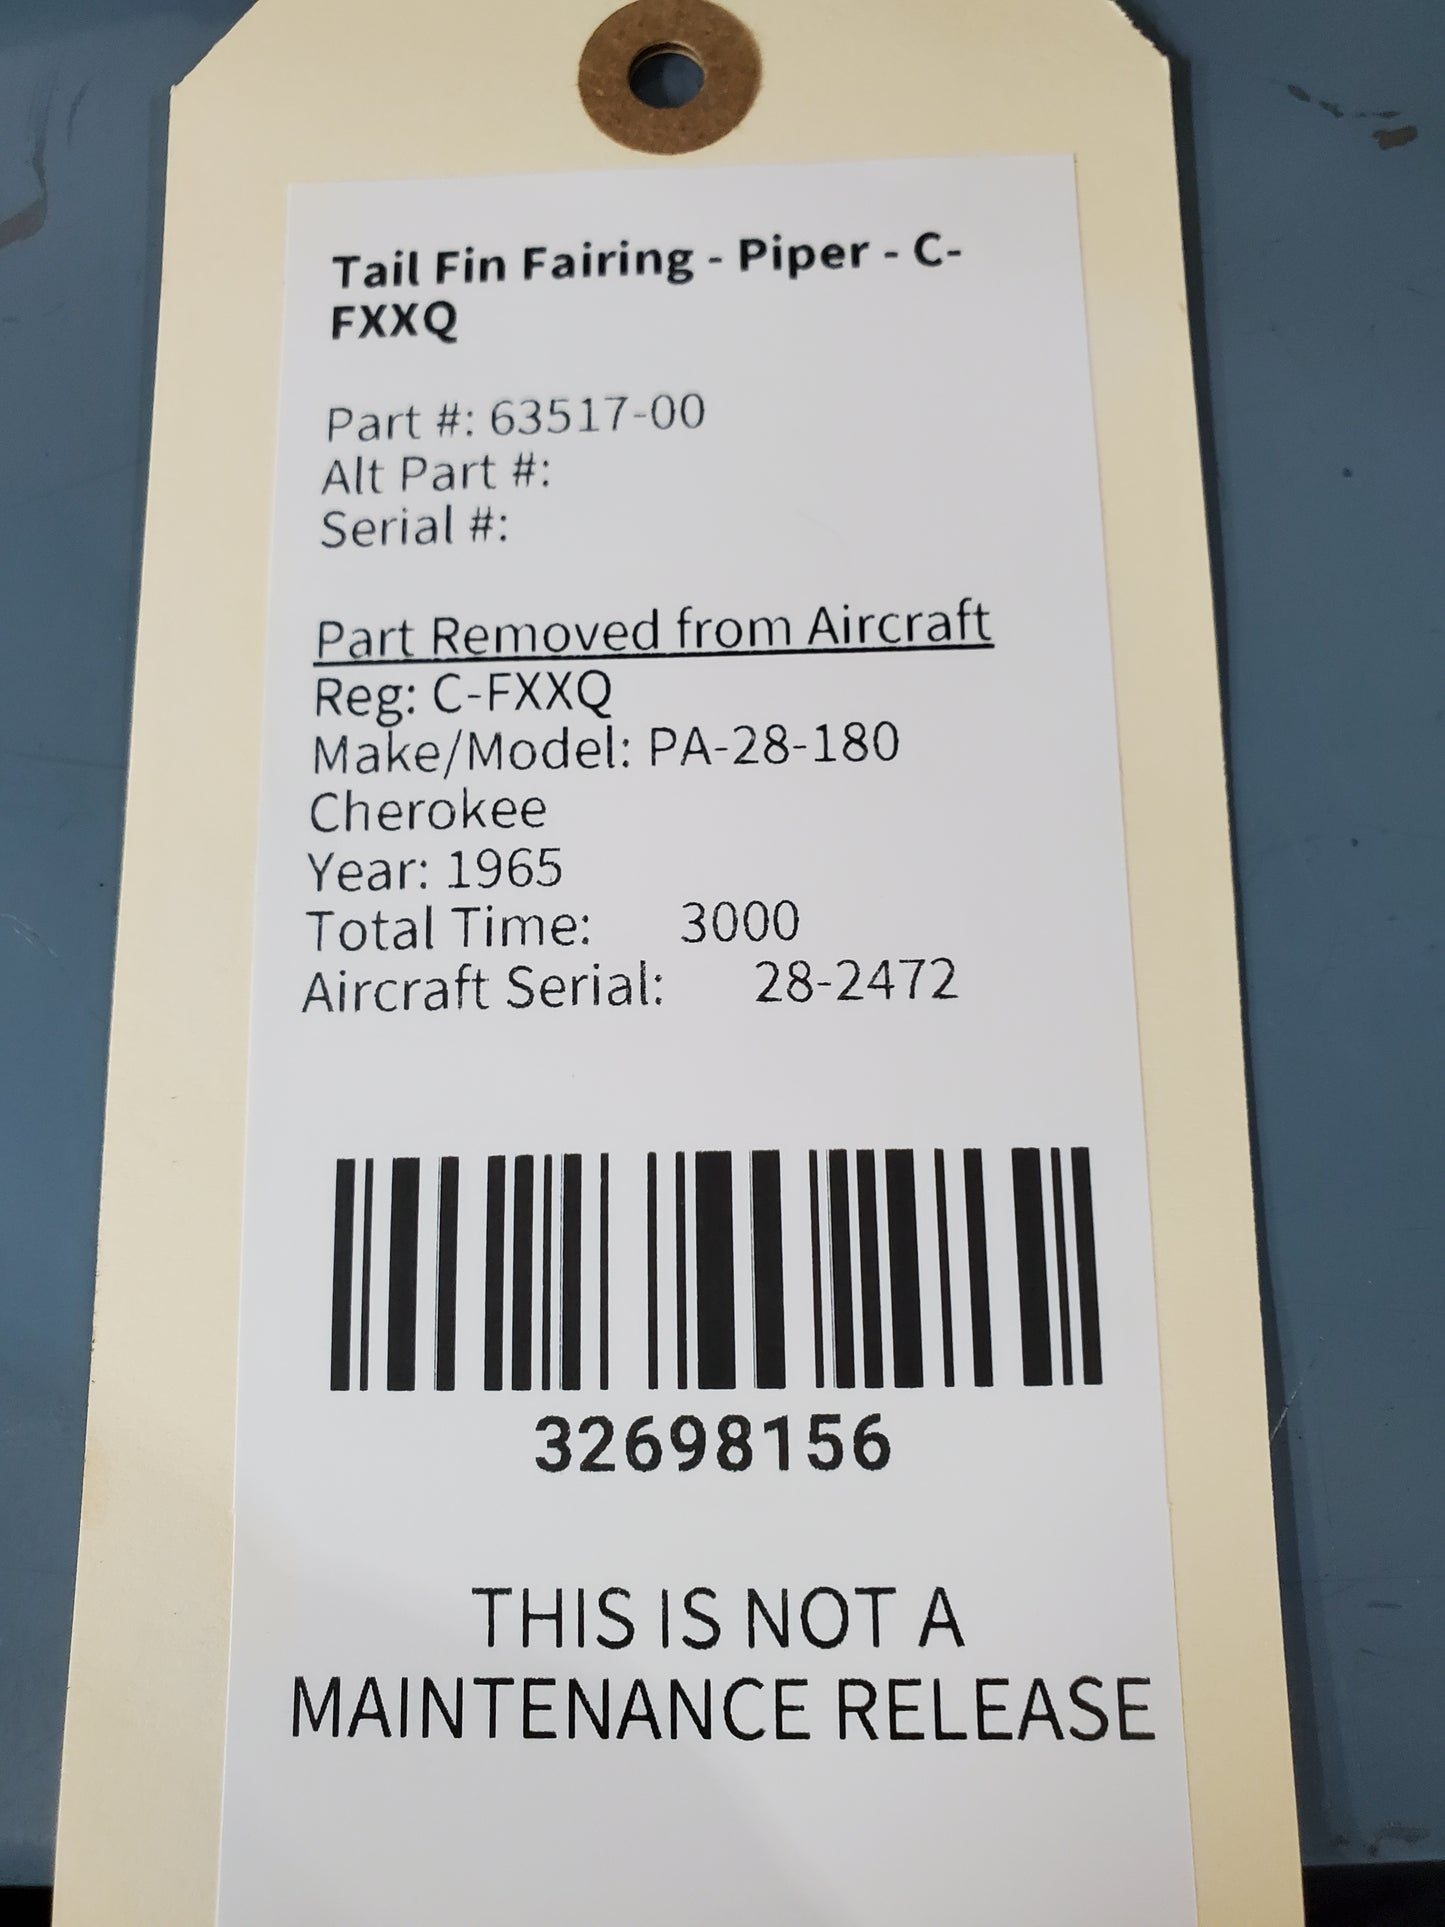 Tail Fin Fairing - Piper - C-
FXXQ
Part #: 63517-00
Alt Part #:
Serial #:
Part Removed from Aircraft
Reg: C-FXXQ
Make/Model: PA-28-180
Cherokee
Year: 1965
Total Time: 3000
Aircraft Serial: 28-2472
32698156
THIS IS NOT A
MAINTENANCE RELEASE